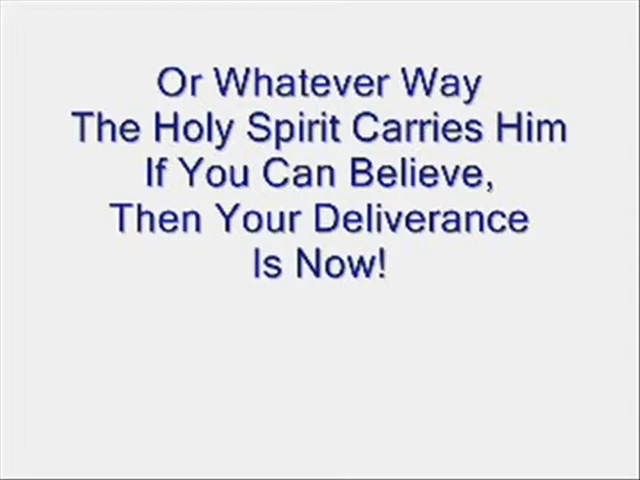 Or Whatever Way
The Holy Spirit Carries Him
If You Can Believe,
Then Your Deliverance
Is Now!